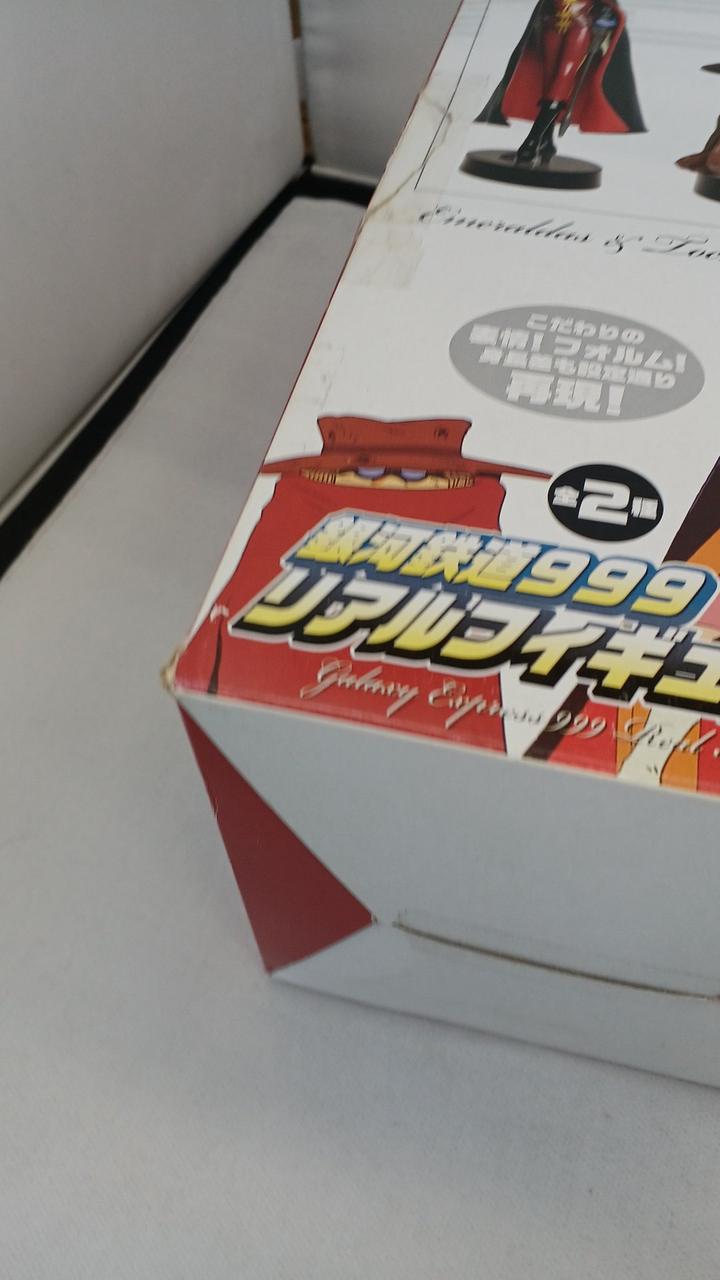 Emeraldas & Toc
こだわりの
表情!フォルム!
身長差も設定通り
再現!
全2種
銀河鉄道999
リアルフィギュ
Galaxy Express 999 Real